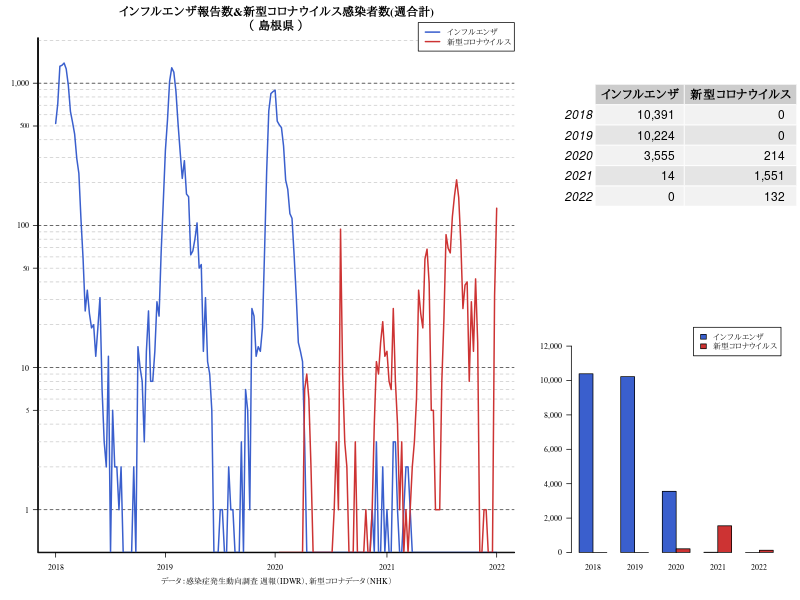 インフルエンザ報告数&新型コロナウイルス感染者数(週合計)
( 島根県 )
インフルエンザ
新型コロナウイルス
1,000
500
100
50
10
5
1
2018 2019 2020 2021 2022
データ:感染症発生動向調査 週報(IDWR)、新型コロナデータ(NHK)
インフルエンザ 新型コロナウイルス
2018 10,391 0
2019 10,224 0
2020 3,555 214
2021 14 1,551
2022 0 132
インフルエンザ
新型コロナウイルス
12,000
10,000
8,000
6,000
4,000
2,000
0
2018 2019 2020 2021 2022